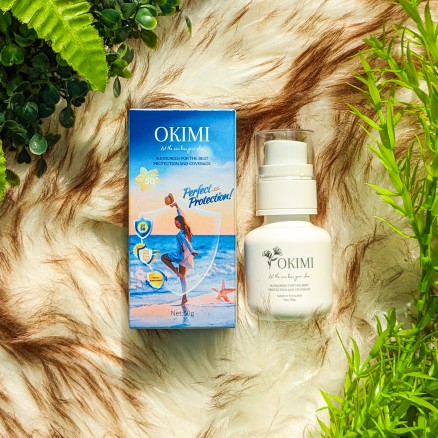 OKIMI
SUNSCREEN FOR THE BEST
PROTECTION AND COVERAGE
50+
Perfect
Protection!
Net.50g
OKIMI
SUNSCREEN FOR THE BEST
PROTECTION AND COVERAGE